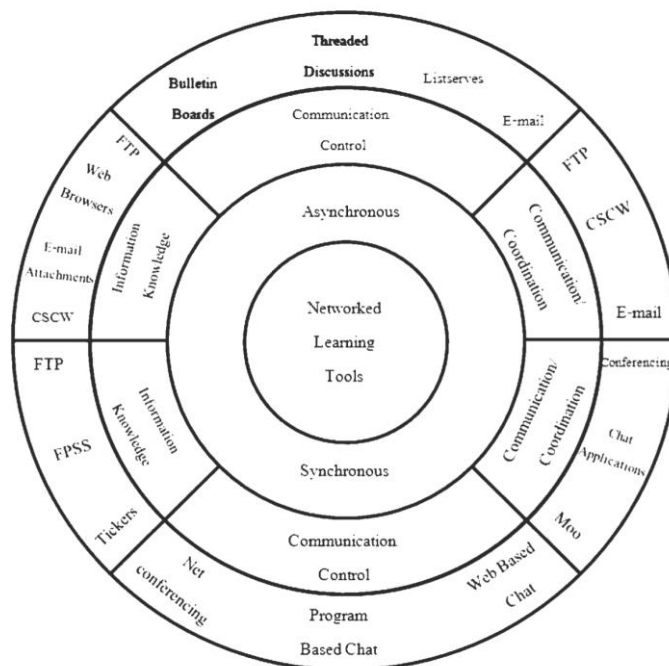 Threaded
Discussions
Bulletin
Boards
Listserves
E-mail
Communication
Control
FTP
Web
Browsers
E-mail
Attachments
CSCW
Information
Knowledge
Asynchronous
Communication/
Coordination
FTP
CSCW
E-mail
Networked
Learning
Tools
FTP
FPSS
Tickers
Information
Knowledge
Synchronous
Communication/
Coordination
Conferencing
Chat
Applications
Moo
Communication
Control
Net
conferencing
Program
Based Chat
Web Based
Chat